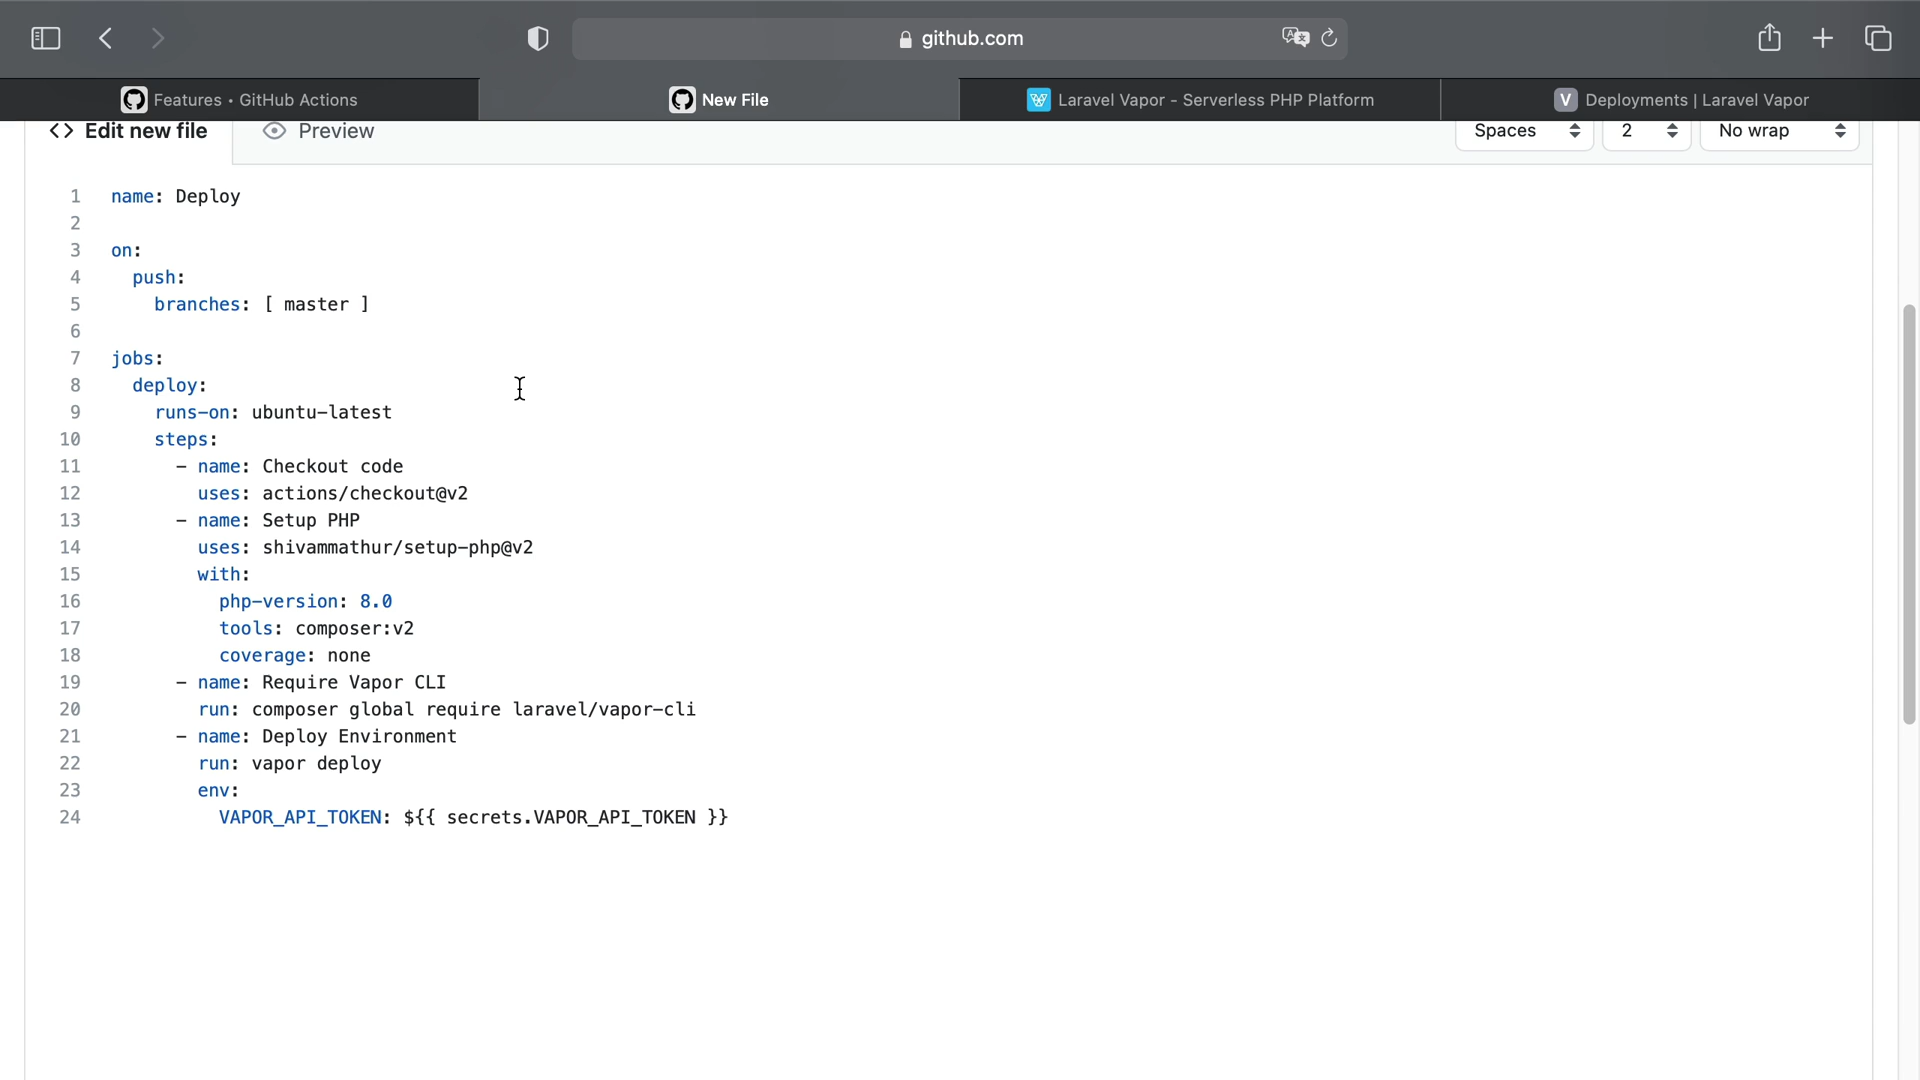 github.com
Features • GitHub Actions
New File
Laravel Vapor - Serverless PHP Platform
V Deployments | Laravel Vapor
<> Edit new file
Preview
Spaces
2
No wrap
1 name: Deploy
2
3 on:
4   push:
5     branches: [ master ]
6
7 jobs:
8   deploy:
9     runs-on: ubuntu-latest
10     steps:
11       - name: Checkout code
12         uses: actions/checkout@v2
13       - name: Setup PHP
14         uses: shivammathur/setup-php@v2
15         with:
16           php-version: 8.0
17           tools: composer:v2
18           coverage: none
19       - name: Require Vapor CLI
20         run: composer global require laravel/vapor-cli
21       - name: Deploy Environment
22         run: vapor deploy
23         env:
24           VAPOR_API_TOKEN: ${{ secrets.VAPOR_API_TOKEN }}